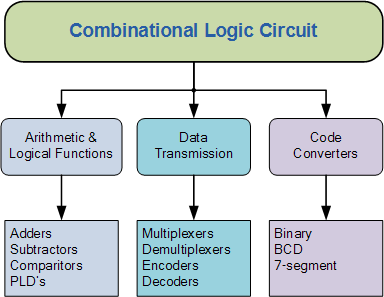 Combinational Logic Circuit
Arithmetic &
Logical Functions
Data
Transmission
Code
Converters
Adders
Subtractors
Comparitors
PLD's
Multiplexers
Demultiplexers
Encoders
Decoders
Binary
BCD
7-segment